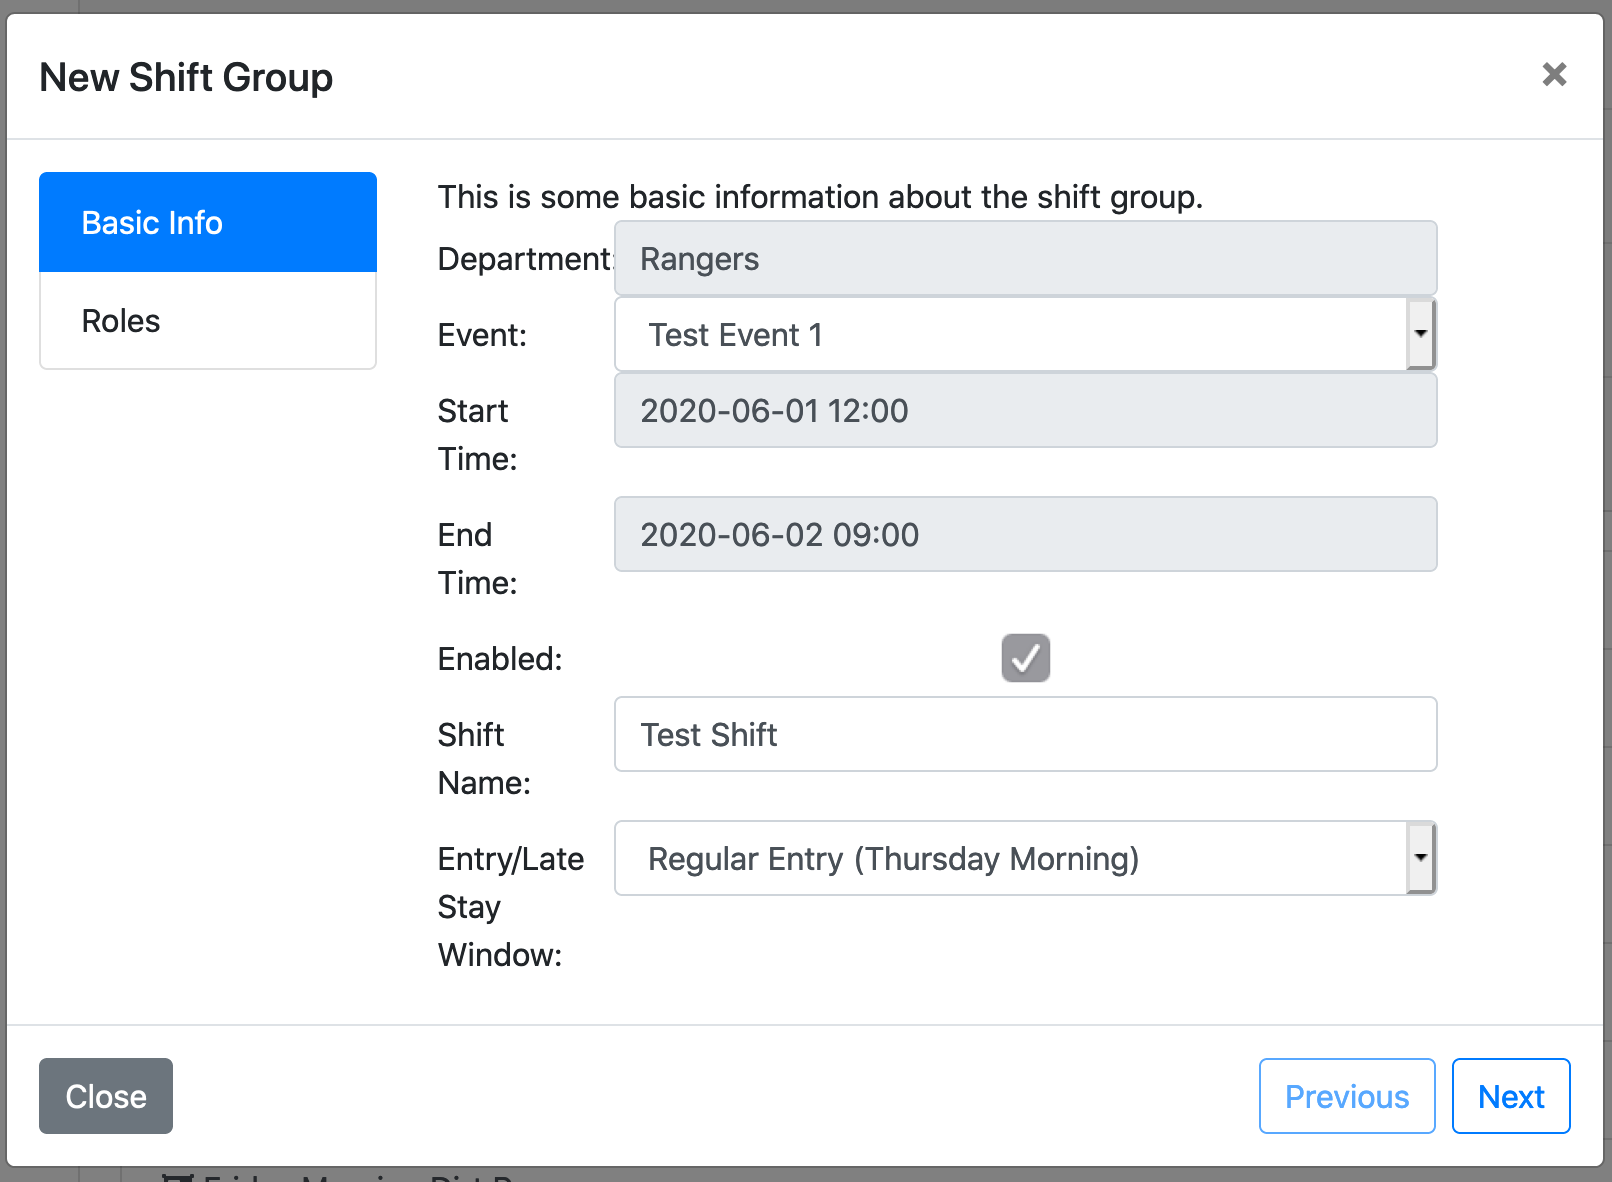 New Shift Group
×
Basic Info
Roles
This is some basic information about the shift group.
Department: Rangers
Event: Test Event 1
Start
Time:
2020-06-01 12:00
End
Time:
2020-06-02 09:00
Enabled:
Shift
Name:
Test Shift
Entry/Late
Stay
Window:
Regular Entry (Thursday Morning)
Close
Previous
Next